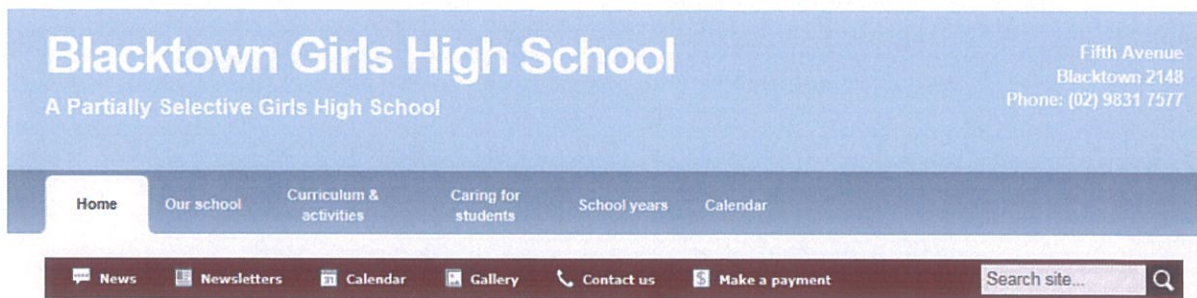 Blacktown Girls High School
A Partially Selective Girls High School
Fifth Avenue
Blacktown 2148
Phone: (02) 9831 7577
Home
Our school
Curriculum &
activities
Caring for
students
School years
Calendar
News
Newsletters
31
Calendar
Gallery
Contact us
$
Make a payment
Search site...